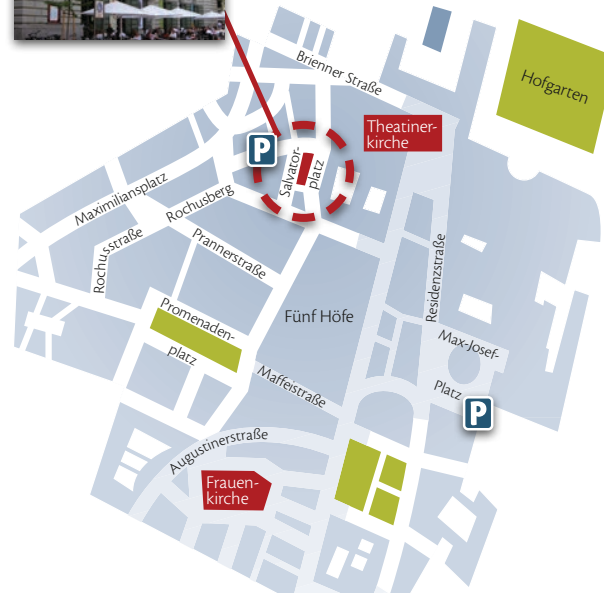 Brienner Straße
Hofgarten
Theatiner-
kirche
P
Salvator-
platz
Maximiliansplatz
Rochusberg
Rochusstraße
Prannerstraße
Residenzstraße
Promenaden-
platz
Fünf Höfe
Max-Josef-
Platz
Maffeistraße
P
Augustinerstraße
Frauen-
kirche